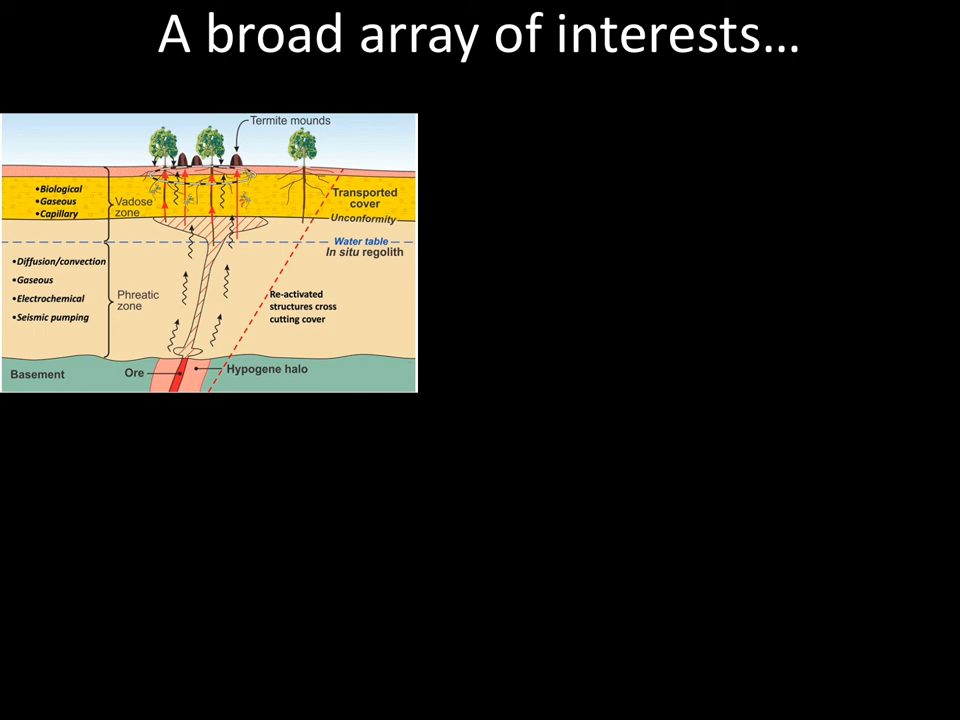 A broad array of interests…
Termite mounds
•Biological
•Gaseous
•Capillary
Vadose
zone
Transported
cover
Unconformity
?
Water table
In situ regolith
•Diffusion/convection
•Gaseous
•Electrochemical
•Seismic pumping
Phreatic
zone
Re-activated
structures cross
cutting cover
Basement
Ore
Hypogene halo